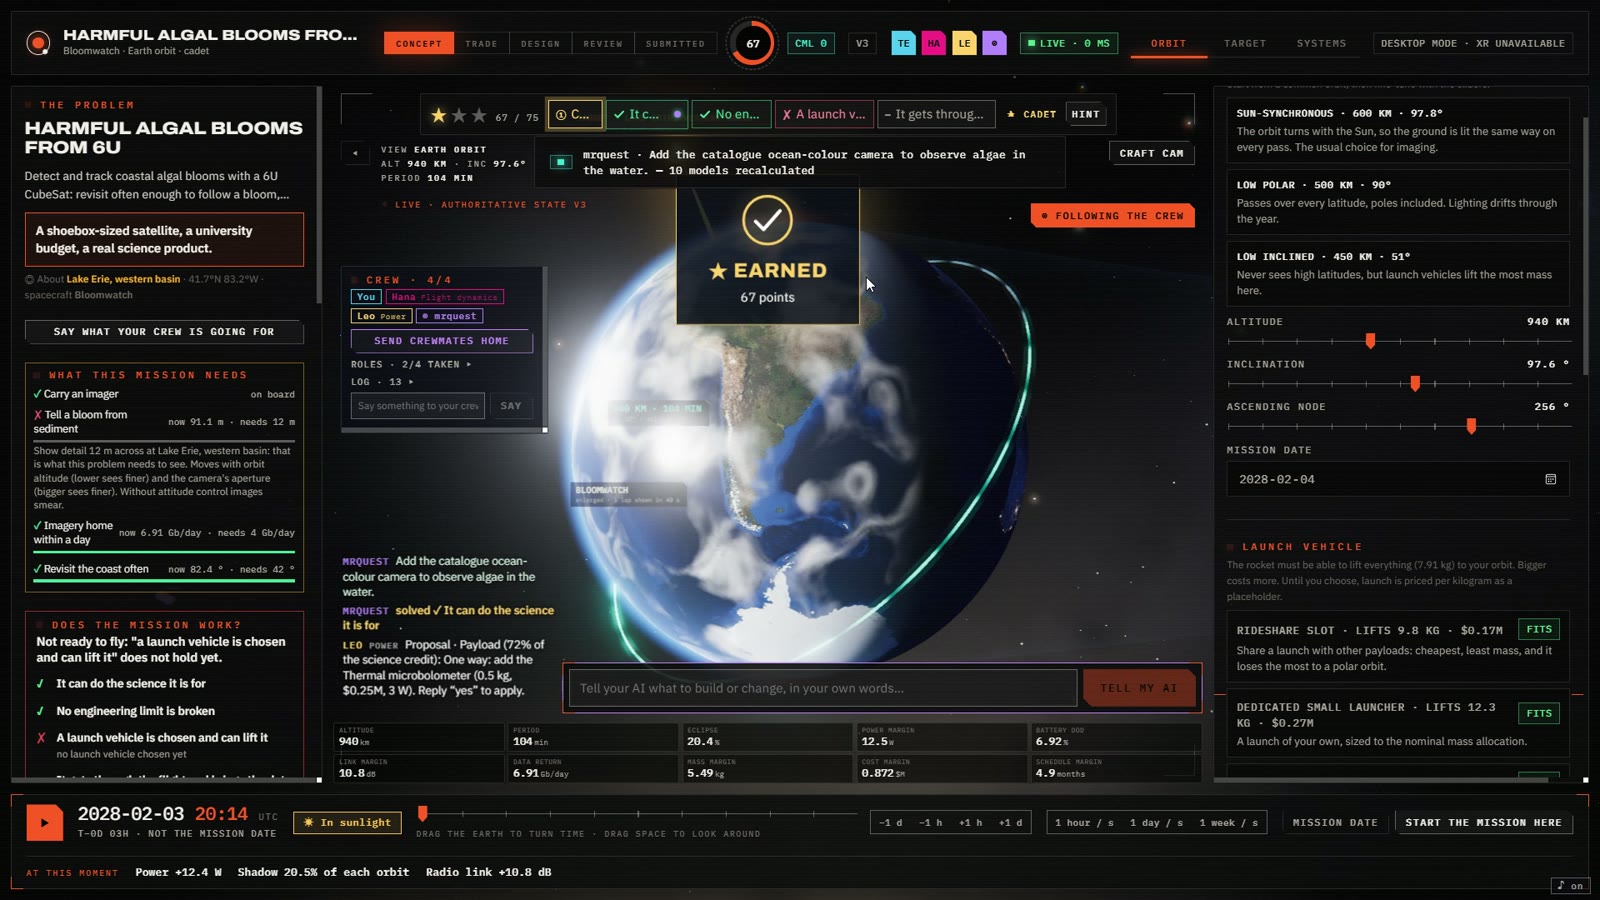 HARMFUL ALGAL BLOOMS FRO...
Bloomwatch · Earth orbit · cadet
CONCEPT
TRADE
DESIGN
REVIEW
SUBMITTED
67
CML 0
V3
TE
HA
LE
LIVE · 0 MS
ORBIT
TARGET
SYSTEMS
DESKTOP MODE · XR UNAVAILABLE
THE PROBLEM
HARMFUL ALGAL BLOOMS
FROM 6U
Detect and track coastal algal blooms with a 6U
CubeSat: revisit often enough to follow a bloom,...
A shoebox-sized satellite, a university
budget, a real science product.
About Lake Erie, western basin · 41.7°N 83.2°W ·
spacecraft Bloomwatch
SAY WHAT YOUR CREW IS GOING FOR
WHAT THIS MISSION NEEDS
✓ Carry an imager
on board
✗ Tell a bloom from
sediment
now 91.1 m · needs 12 m
Show detail 12 m across at Lake Erie, western basin: that
is what this problem needs to see. Moves with orbit
altitude (lower sees finer) and the camera's aperture
(bigger sees finer). Without attitude control images
smear.
✓ Imagery home
within a day
now 6.91 Gb/day · needs 4 Gb/day
✓ Revisit the coast often
now 82.4 ° · needs 42 °
DOES THE MISSION WORK?
Not ready to fly: "a launch vehicle is chosen
and can lift it" does not hold yet.
✓ It can do the science it is for
✓ No engineering limit is broken
✗ A launch vehicle is chosen and can lift it
no launch vehicle chosen yet
67 / 75
C...
✓ It c...
✓ No en...
✗ A launch v...
– It gets throug...
CADET
HINT
VIEW EARTH ORBIT
ALT 940 KM · INC 97.6°
PERIOD 104 MIN
mrquest · Add the catalogue ocean-colour camera to observe algae in
the water. — 10 models recalculated
CRAFT CAM
LIVE · AUTHORITATIVE STATE V3
FOLLOWING THE CREW
★ EARNED
67 points
CREW · 4/4
You
Hana Flight dynamics
Leo Power
mrquest
SEND CREWMATES HOME
ROLES · 2/4 TAKEN ▸
LOG · 13 ▸
Say something to your crew
SAY
940 KM · 104 MIN
BLOOMWATCH
MRQUEST Add the catalogue ocean-
colour camera to observe algae in the
water.
MRQUEST solved ✓ It can do the science
it is for
LEO POWER Proposal · Payload (72% of
the science credit): One way: add the
Thermal microbolometer (0.5 kg,
$0.25M, 3 W). Reply “yes” to apply.
Tell your AI what to build or change, in your own words...
TELL MY AI
ALTITUDE
940 km
PERIOD
104 min
ECLIPSE
20.4 %
POWER MARGIN
12.5 W
BATTERY DOD
6.92 %
LINK MARGIN
10.8 dB
DATA RETURN
6.91 Gb/day
MASS MARGIN
5.49 kg
COST MARGIN
0.872 $M
SCHEDULE MARGIN
4.9 months
SUN-SYNCHRONOUS · 600 KM · 97.8°
The orbit turns with the Sun, so the ground is lit the same way on
every pass. The usual choice for imaging.
LOW POLAR · 500 KM · 90°
Passes over every latitude, poles included. Lighting drifts through
the year.
LOW INCLINED · 450 KM · 51°
Never sees high latitudes, but launch vehicles lift the most mass
here.
ALTITUDE
940 KM
INCLINATION
97.6 °
ASCENDING NODE
256 °
MISSION DATE
2028-02-04
LAUNCH VEHICLE
The rocket must be able to lift everything (7.91 kg) to your orbit. Bigger
costs more. Until you choose, launch is priced per kilogram as a
placeholder.
RIDESHARE SLOT · LIFTS 9.8 KG · $0.17M
FITS
Share a launch with other payloads: cheapest, least mass, and it
loses the most to a polar orbit.
DEDICATED SMALL LAUNCHER · LIFTS 12.3
KG · $0.27M
FITS
A launch of your own, sized to the nominal mass allocation.
2028-02-03 20:14 UTC
T-0D 03H · NOT THE MISSION DATE
In sunlight
DRAG THE EARTH TO TURN TIME · DRAG SPACE TO LOOK AROUND
−1 d
−1 h
+1 h
+1 d
1 hour / s
1 day / s
1 week / s
MISSION DATE
START THE MISSION HERE
AT THIS MOMENT
Power +12.4 W
Shadow 20.5% of each orbit
Radio link +10.8 dB
♪ on